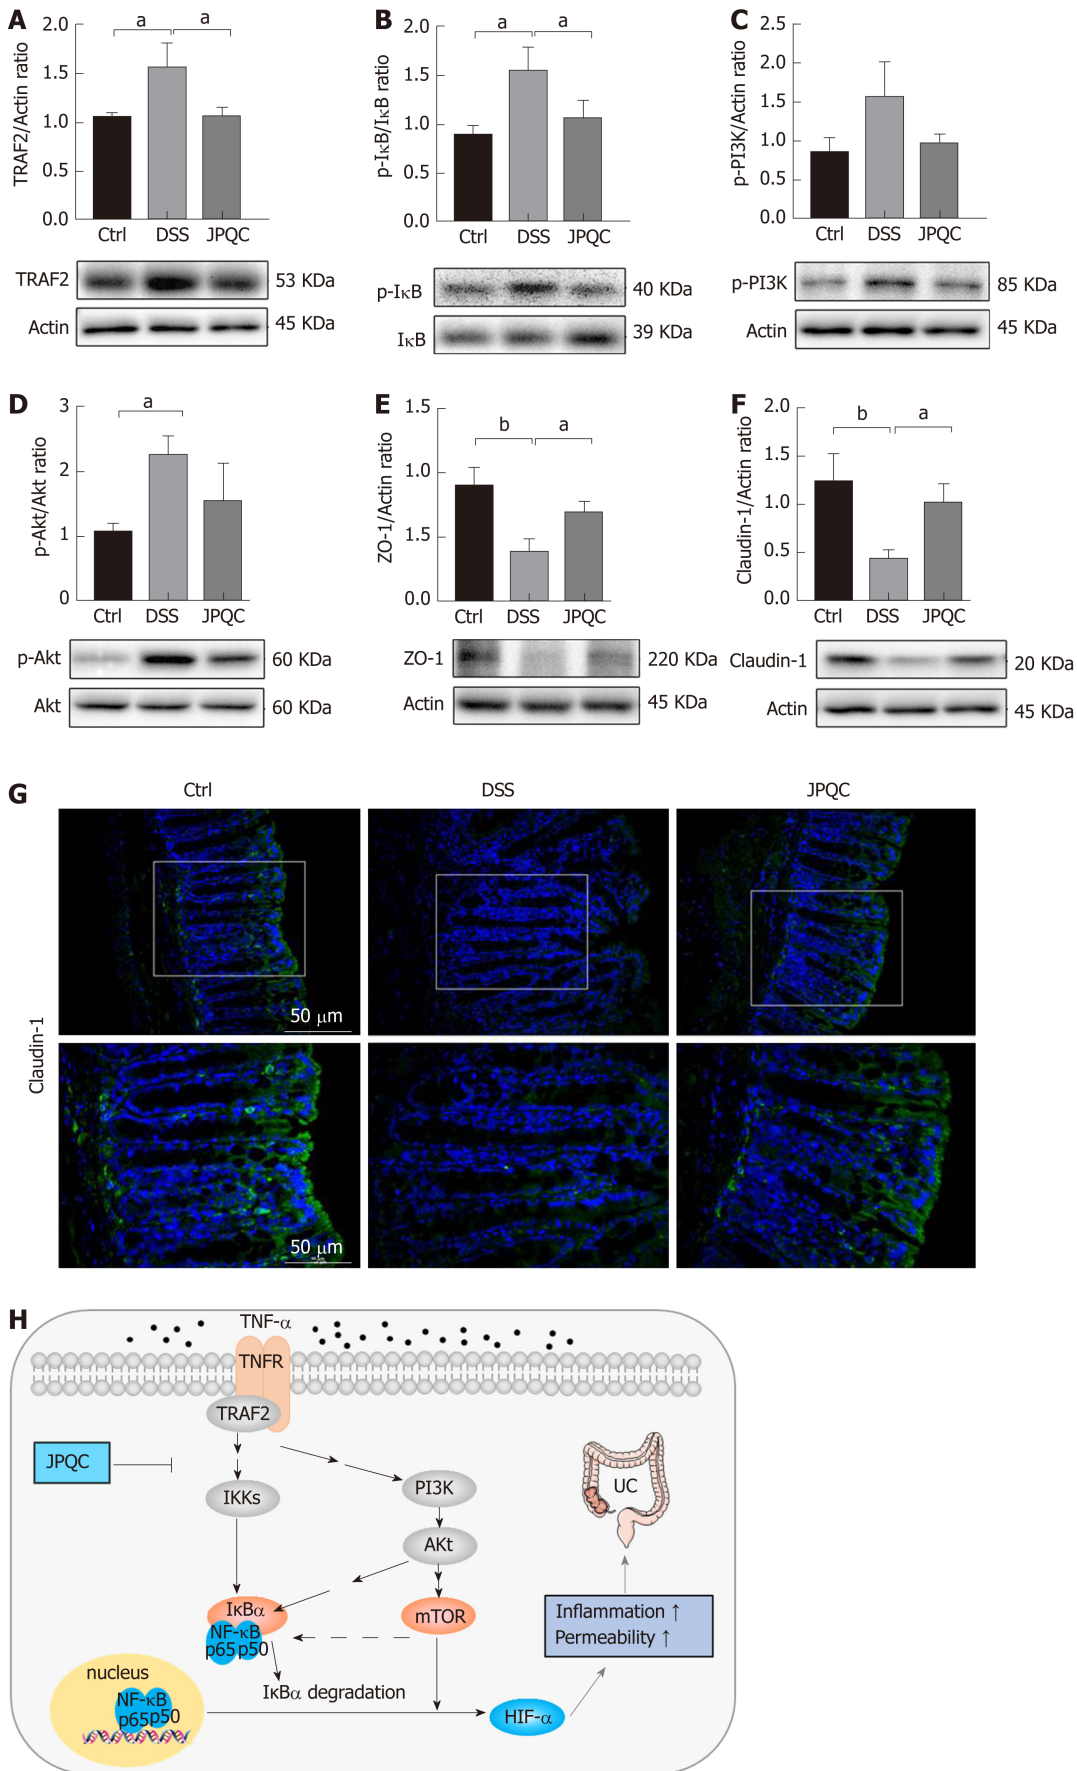 A
TRAF2/Actin ratio
2.0
1.5
1.0
0.5
0.0
a
a
Ctrl DSS JPQC
TRAF2 53 KDa
Actin 45 KDa
B
p-IκB/IκB ratio
2.0
1.5
1.0
0.5
0.0
a
a
Ctrl DSS JPQC
p-IκB 40 KDa
IκB 39 KDa
C
p-PI3K/Actin ratio
2.5
2.0
1.5
1.0
0.5
0.0
Ctrl DSS JPQC
p-PI3K 85 KDa
Actin 45 KDa
D
p-Akt/Akt ratio
3
2
1
0
a
Ctrl DSS JPQC
p-Akt 60 KDa
Akt 60 KDa
E
ZO-1/Actin ratio
1.5
1.0
1.5
0.0
b
a
Ctrl DSS JPQC
ZO-1 220 KDa
Actin 45 KDa
F
Claudin-1/Actin ratio
2.0
1.5
1.0
0.5
0.0
b
a
Ctrl DSS JPQC
Claudin-1 20 KDa
Actin 45 KDa
G
Ctrl DSS JPQC
Claudin-1
50 μm
50 μm
H
TNF-α
TNFR
TRAF2
JPQC
IKKs
PI3K
AKt
UC
IκBα
NF-κB
p65 p50
mTOR
Inflammation ↑
Permeability ↑
IκBα degradation
nucleus
NF-κB
p65 p50
HIF-α